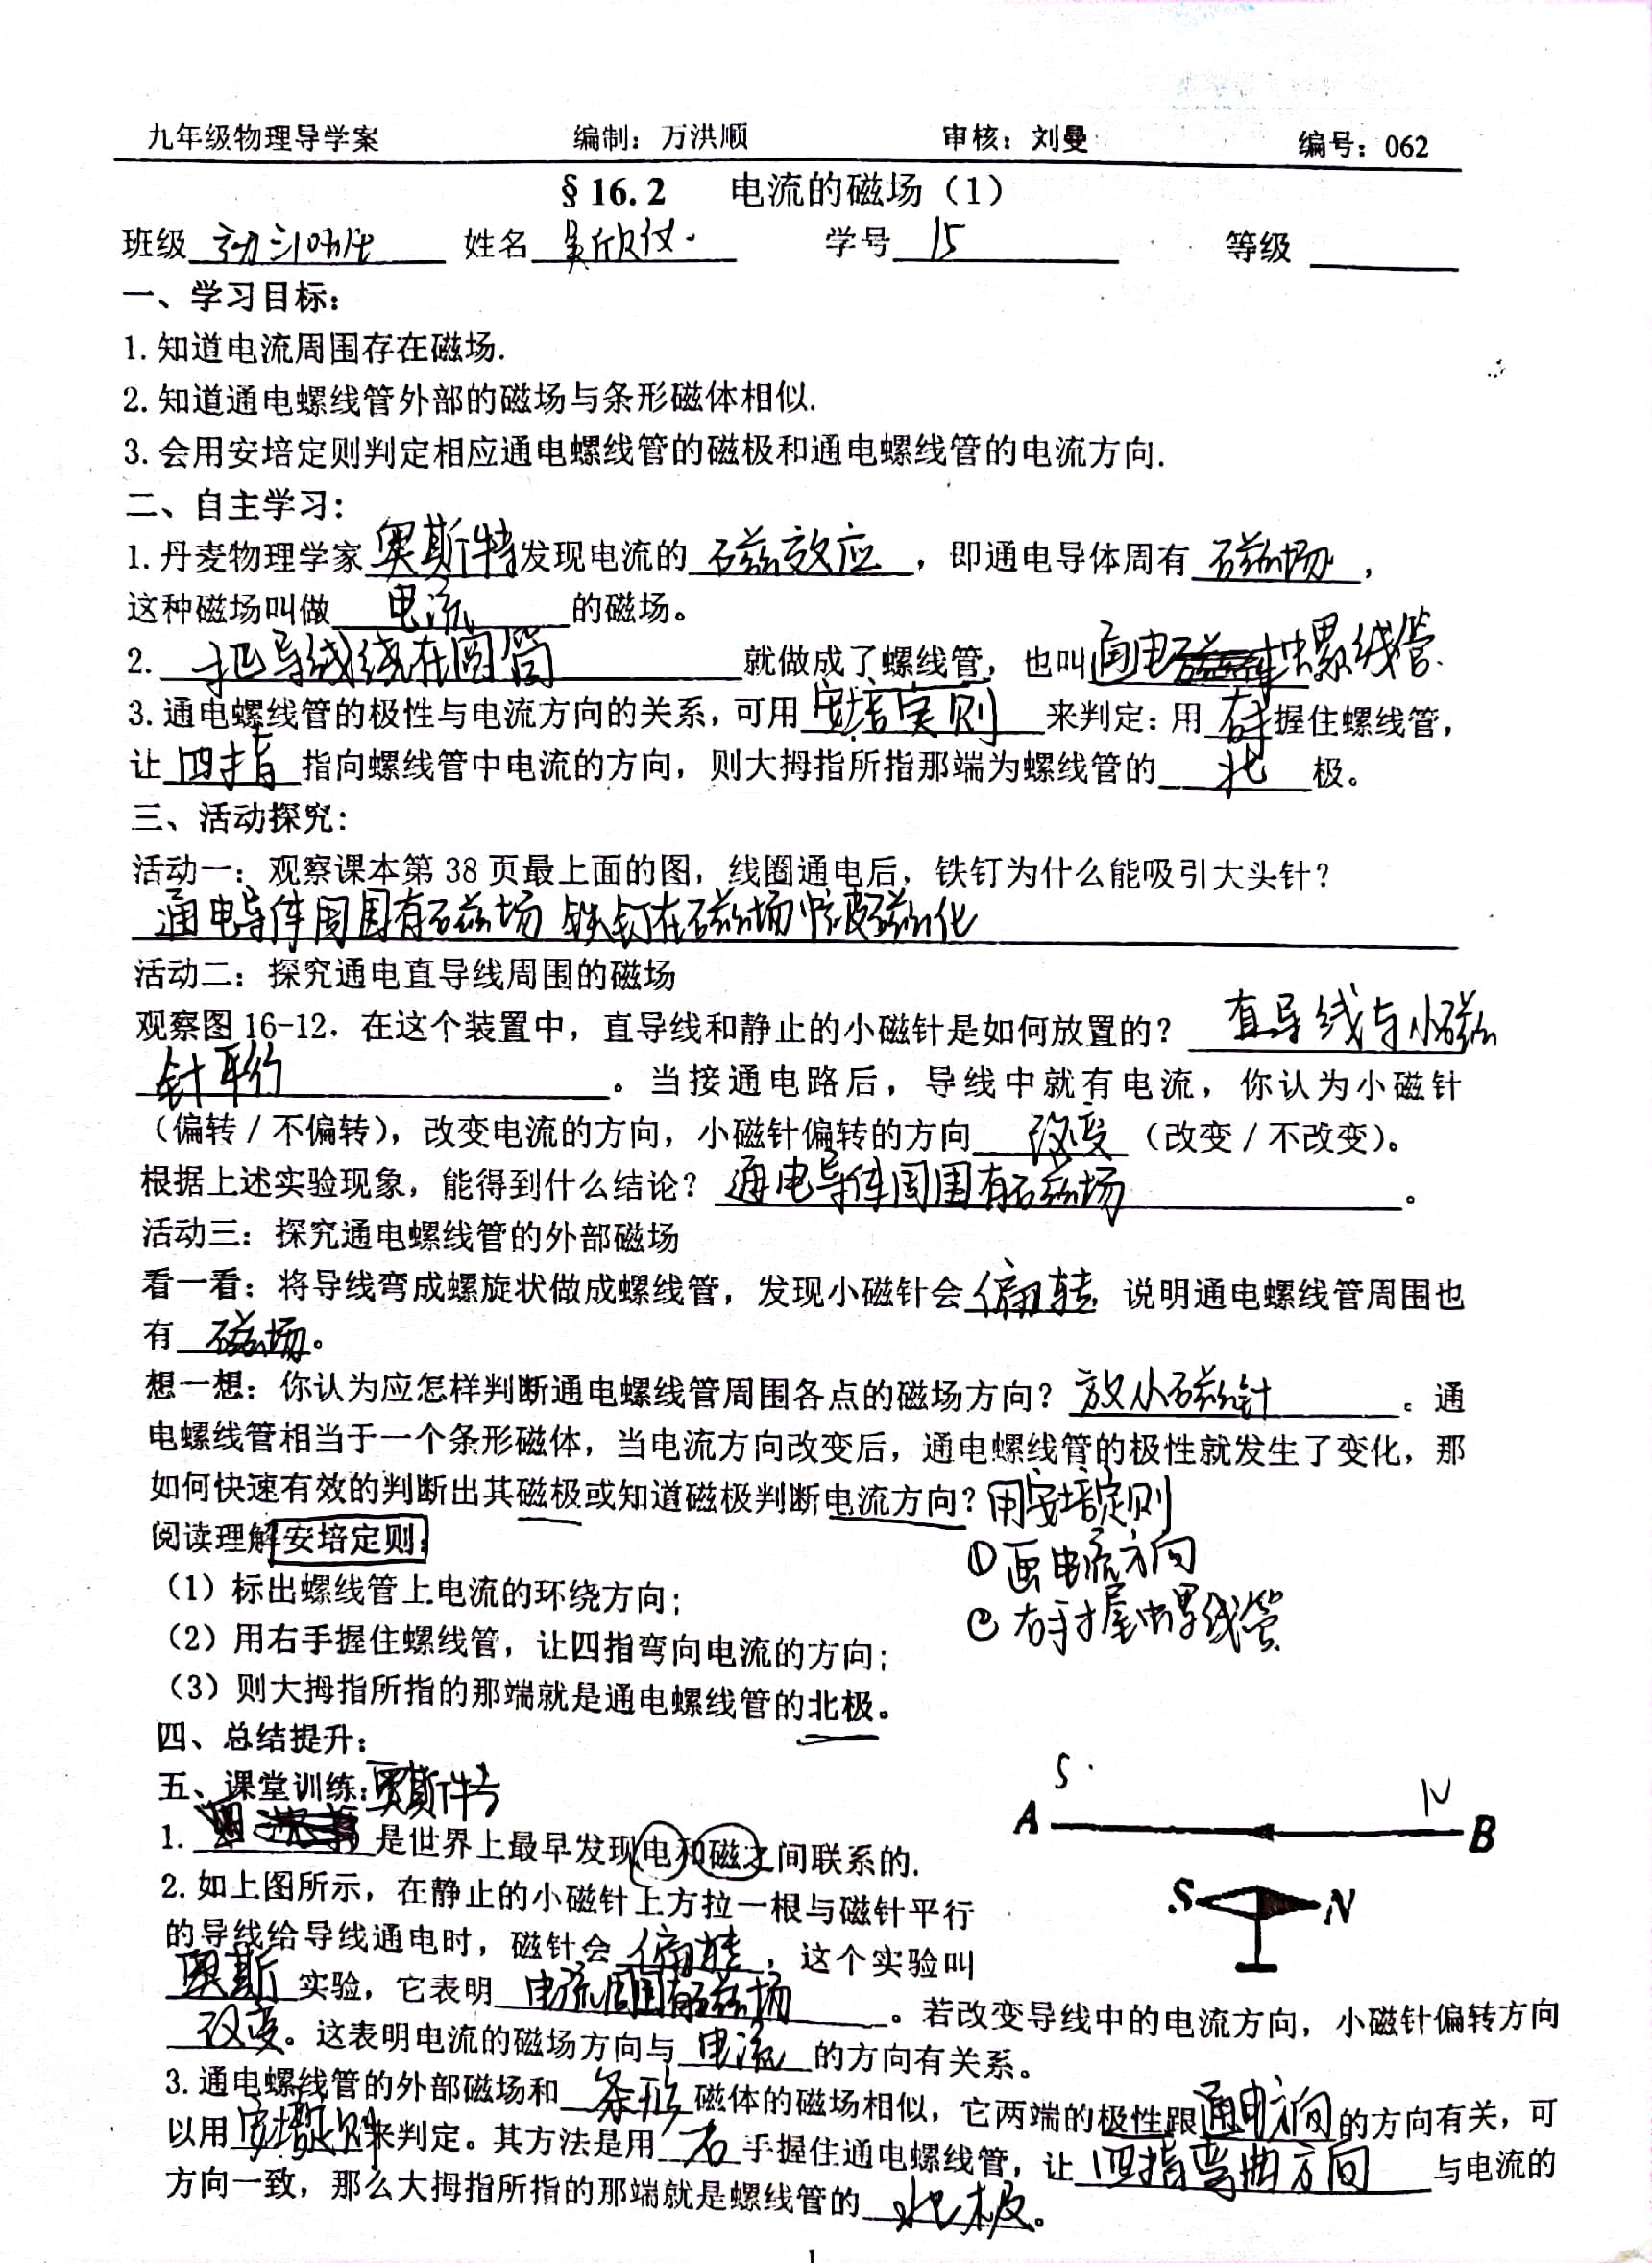 九年级物理导学案 编制：万洪顺 审核：刘曼 编号：062
§16.2 电流的磁场（1）
班级 姓名 吴欣仪 学号 15 等级
一、学习目标：
1.知道电流周围存在磁场.
2.知道通电螺线管外部的磁场与条形磁体相似.
3.会用安培定则判定相应通电螺线管的磁极和通电螺线管的电流方向.
二、自主学习：
1.丹麦物理学家奥斯特发现电流的 磁效应 ，即通电导体周有 磁场 ，
这种磁场叫做 电流 的磁场。
2. 把导线绕在圆筒 就做成了螺线管，也叫通电螺线管.
3.通电螺线管的极性与电流方向的关系，可用 安培定则 来判定：用 右手 握住螺线管，
让 四指 指向螺线管中电流的方向，则大拇指所指那端为螺线管的 北 极。
三、活动探究：
活动一：观察课本第38页最上面的图，线圈通电后，铁钉为什么能吸引大头针？
通电导体周围有磁场 铁钉在磁场 被磁化
活动二：探究通电直导线周围的磁场
观察图16-12．在这个装置中，直导线和静止的小磁针是如何放置的？ 直导线与小磁
针平行 。当接通电路后，导线中就有电流，你认为小磁针
（偏转/不偏转），改变电流的方向，小磁针偏转的方向 改变 （改变/不改变）。
根据上述实验现象，能得到什么结论？ 通电导体周围有磁场 。
活动三：探究通电螺线管的外部磁场
看一看：将导线弯成螺旋状做成螺线管，发现小磁针会 偏转 说明通电螺线管周围也
有 磁场 。
想一想：你认为应怎样判断通电螺线管周围各点的磁场方向？ 放小磁针 。通
电螺线管相当于一个条形磁体，当电流方向改变后，通电螺线管的极性就发生了变化，那
如何快速有效的判断出其磁极或知道磁极判断电流方向？用安培定则
阅读理解安培定则：
①画电流方向
（1）标出螺线管上电流的环绕方向；
②右手握螺线管
（2）用右手握住螺线管，让四指弯向电流的方向；
（3）则大拇指所指的那端就是通电螺线管的北极。
四、总结提升：
五、课堂训练：奥斯特
1. 是世界上最早发现电和磁之间联系的.
S N
A B
S N
2.如上图所示，在静止的小磁针上方拉一根与磁针平行
的导线给导线通电时，磁针会 偏转 ，这个实验叫
奥斯 实验，它表明 电流周围有磁场 。若改变导线中的电流方向，小磁针偏转方向
改变 。这表明电流的磁场方向与 电流 的方向有关系。
3.通电螺线管的外部磁场和 条形 磁体的磁场相似，它两端的极性跟 通电方向 的方向有关，可
以用 安培定则 来判定。其方法是用 右 手握住通电螺线管，让 四指弯曲方向 与电流的
方向一致，那么大拇指所指的那端就是螺线管的 北极 。
1